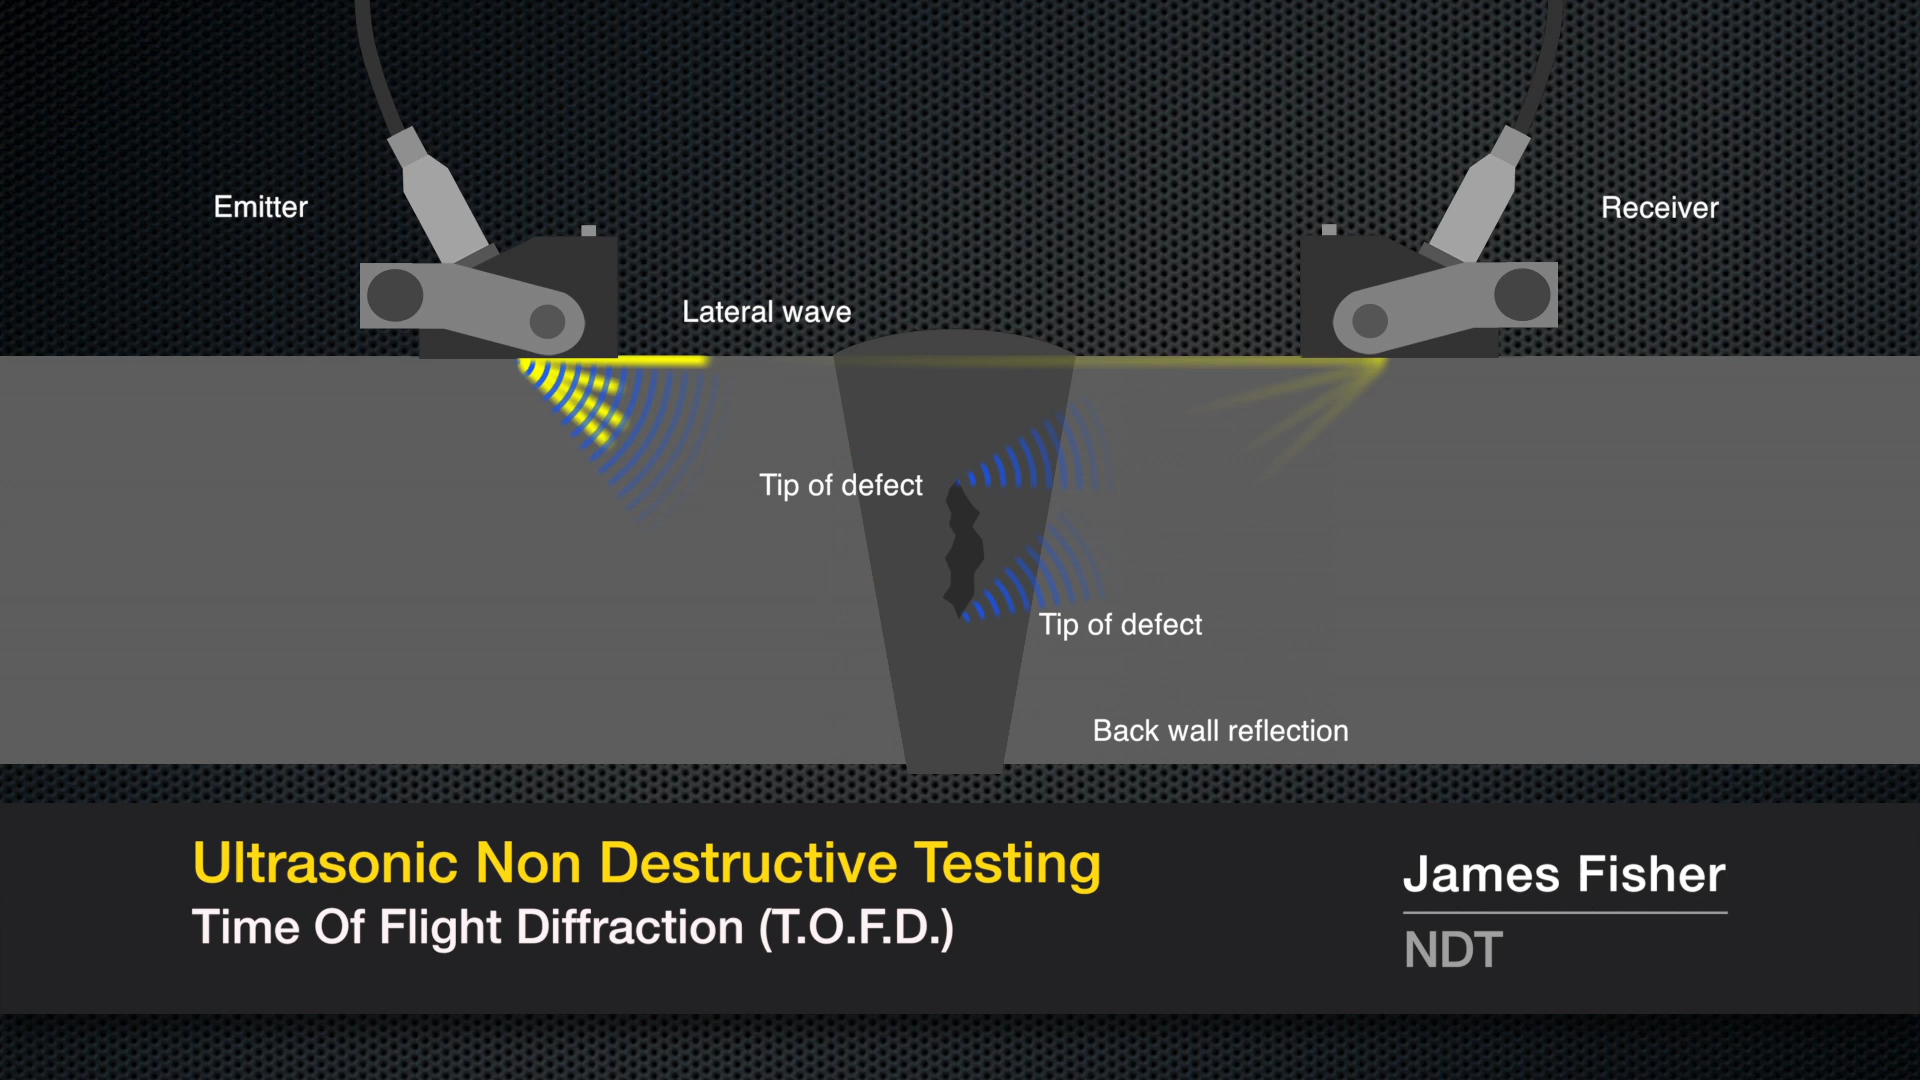 Emitter
Receiver
Lateral wave
Tip of defect
Tip of defect
Back wall reflection
Ultrasonic Non Destructive Testing
Time Of Flight Diffraction (T.O.F.D.)
James Fisher
NDT